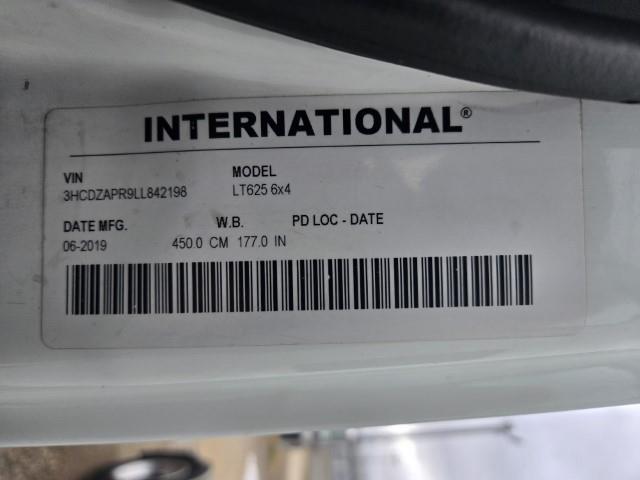 INTERNATIONAL®
VIN MODEL
3HCDZAPR9LL842198 LT625 6x4
DATE MFG. W.B. PD LOC - DATE
06-2019 450.0 CM 177.0 IN